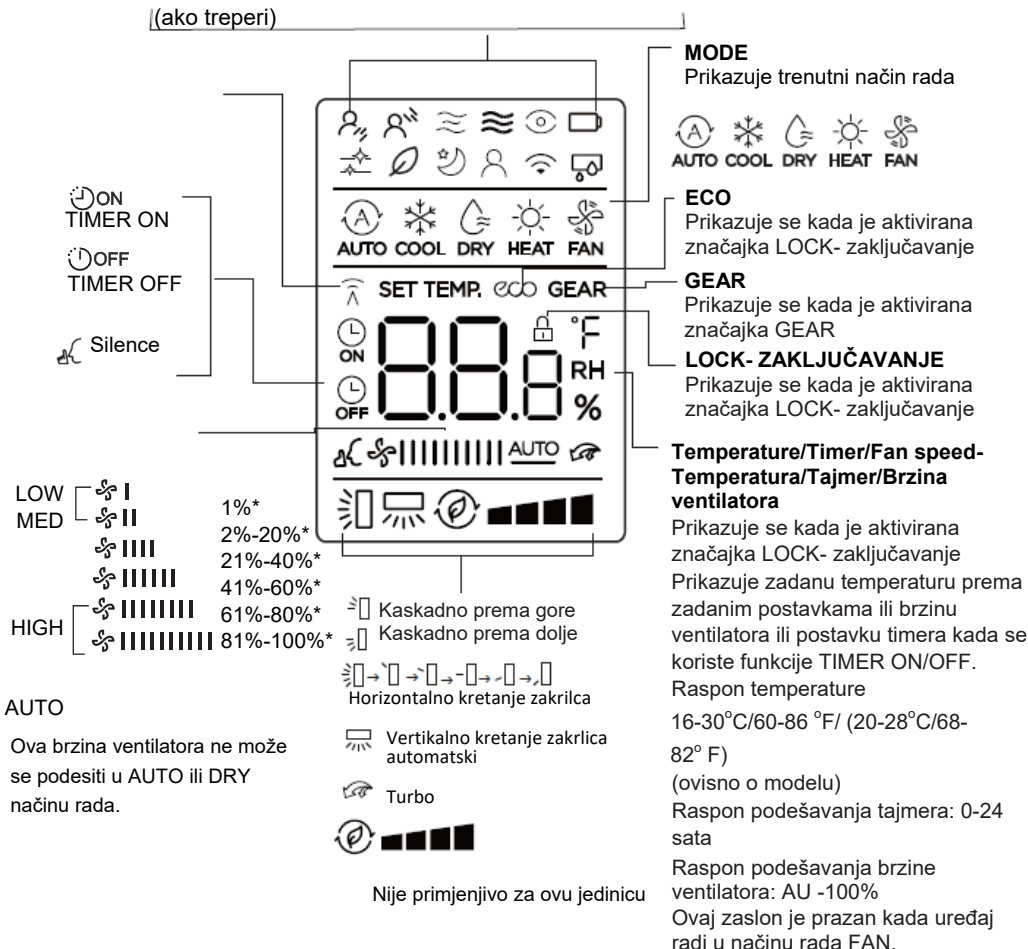 (ako treperi)
MODE
Prikazuje trenutni način rada
AUTO COOL DRY HEAT FAN
ECO
Prikazuje se kada je aktivirana
značajka LOCK- zaključavanje
GEAR
Prikazuje se kada je aktivirana
značajka GEAR
LOCK- ZAKLJUČAVANJE
Prikazuje se kada je aktivirana
značajka LOCK- zaključavanje
Temperature/Timer/Fan speed-
Temperatura/Tajmer/Brzina
ventilatora
Prikazuje se kada je aktivirana
značajka LOCK- zaključavanje
Prikazuje zadanu temperaturu prema
zadanim postavkama ili brzinu
ventilatora ili postavku timera kada se
koriste funkcije TIMER ON/OFF.
Raspon temperature
16-30°C/60-86 °F/ (20-28°C/68-
82° F)
(ovisno o modelu)
Raspon podešavanja tajmera: 0-24
sata
Raspon podešavanja brzine
ventilatora: AU -100%
Ovaj zaslon je prazan kada uređaj
radi u načinu rada FAN.
AUTO COOL DRY HEAT FAN
SET TEMP. eco GEAR
ON
OFF
88.8
°F
RH
%
AUTO
ON
TIMER ON
OFF
TIMER OFF
Silence
LOW
MED
HIGH
1%*
2%-20%*
21%-40%*
41%-60%*
61%-80%*
81%-100%*
AUTO
Ova brzina ventilatora ne može
se podesiti u AUTO ili DRY
načinu rada.
Kaskadno prema gore
Kaskadno prema dolje
Horizontalno kretanje zakrilca
Vertikalno kretanje zakrlica
automatski
Turbo
Nije primjenjivo za ovu jedinicu